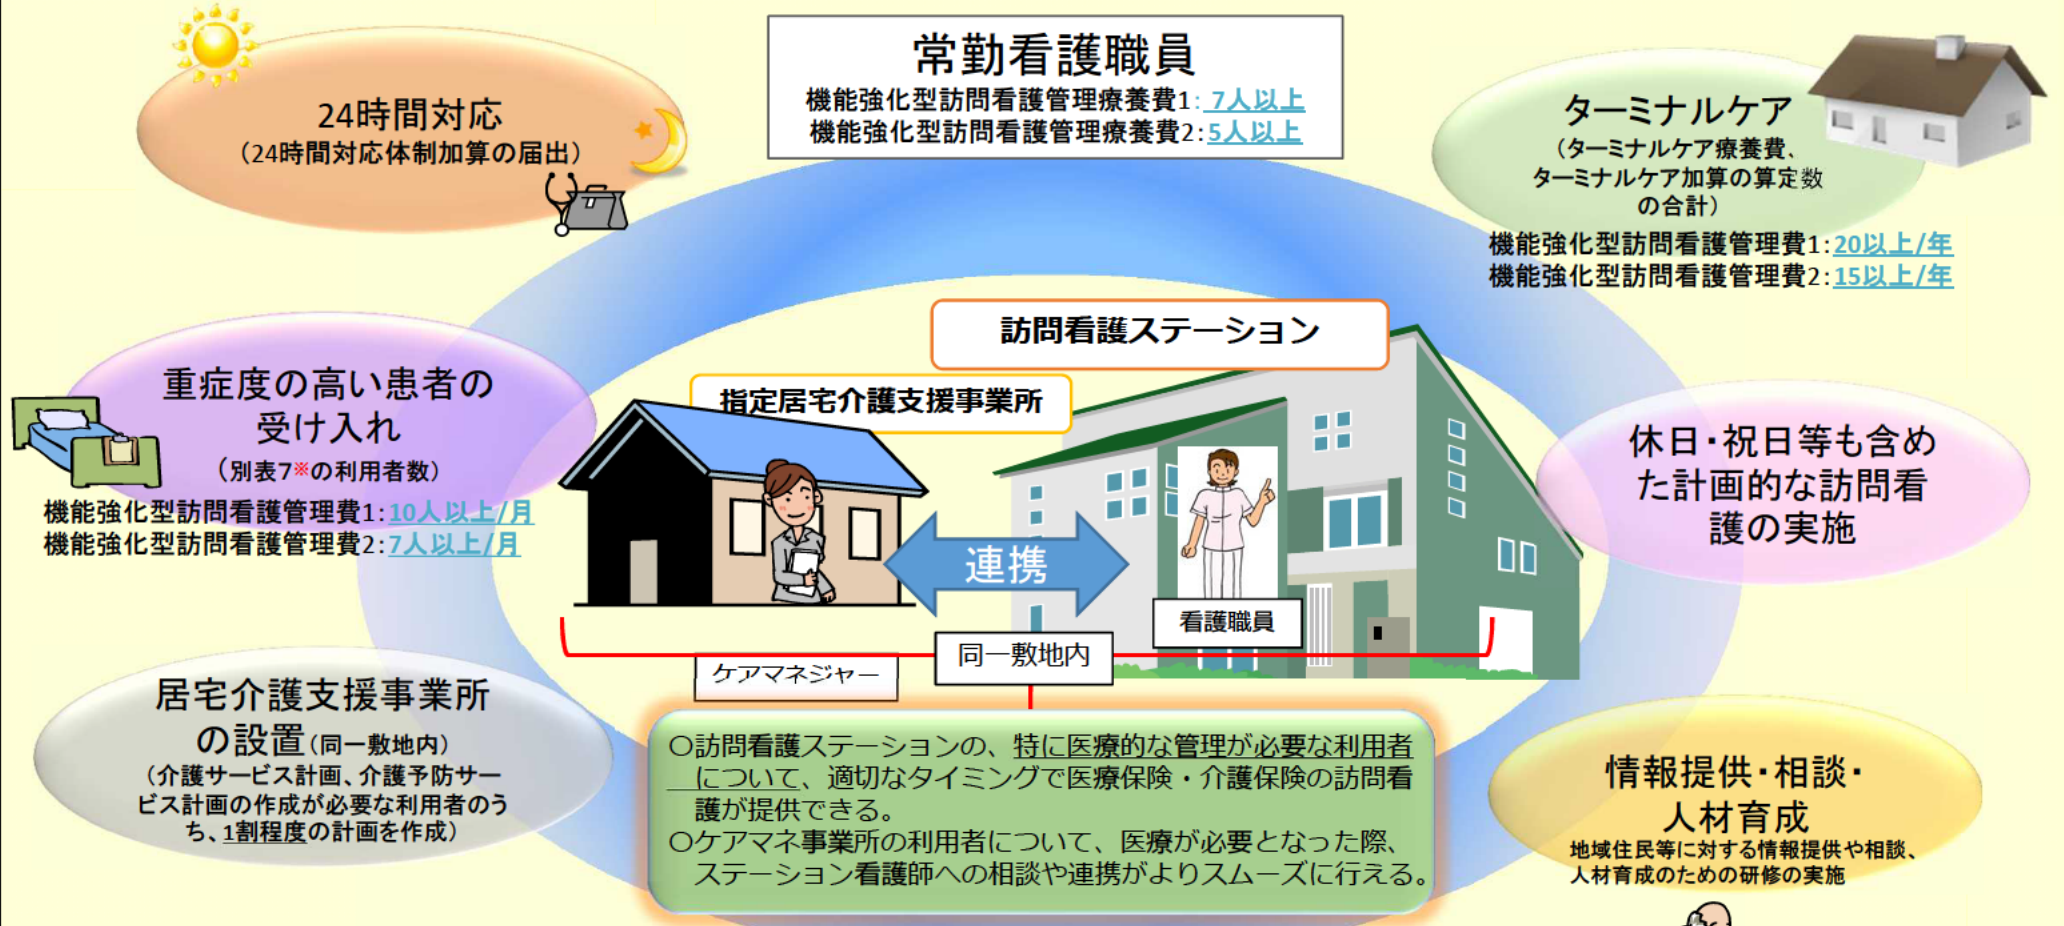 常勤看護職員
機能強化型訪問看護管理療養費1: 7人以上
機能強化型訪問看護管理療養費2:5人以上
24時間対応
(24時間対応体制加算の届出)
ターミナルケア
(ターミナルケア療養費、
ターミナルケア加算の算定数
の合計)
機能強化型訪問看護管理費1:20以上/年
機能強化型訪問看護管理費2:15以上/年
重症度の高い患者の
受け入れ
(別表7※の利用者数)
機能強化型訪問看護管理費1:10人以上/月
機能強化型訪問看護管理費2:7人以上/月
訪問看護ステーション
指定居宅介護支援事業所
連携
看護職員
同一敷地内
ケアマネジャー
休日・祝日等も含め
た計画的な訪問看
護の実施
居宅介護支援事業所
の設置(同一敷地内)
(介護サービス計画、介護予防サー
ビス計画の作成が必要な利用者のう
ち、1割程度の計画を作成)
○訪問看護ステーションの、特に医療的な管理が必要な利用者
について、適切なタイミングで医療保険・介護保険の訪問看
護が提供できる。
○ケアマネ事業所の利用者について、医療が必要となった際、
ステーション看護師への相談や連携がよりスムーズに行える。
情報提供・相談・
人材育成
地域住民等に対する情報提供や相談、
人材育成のための研修の実施